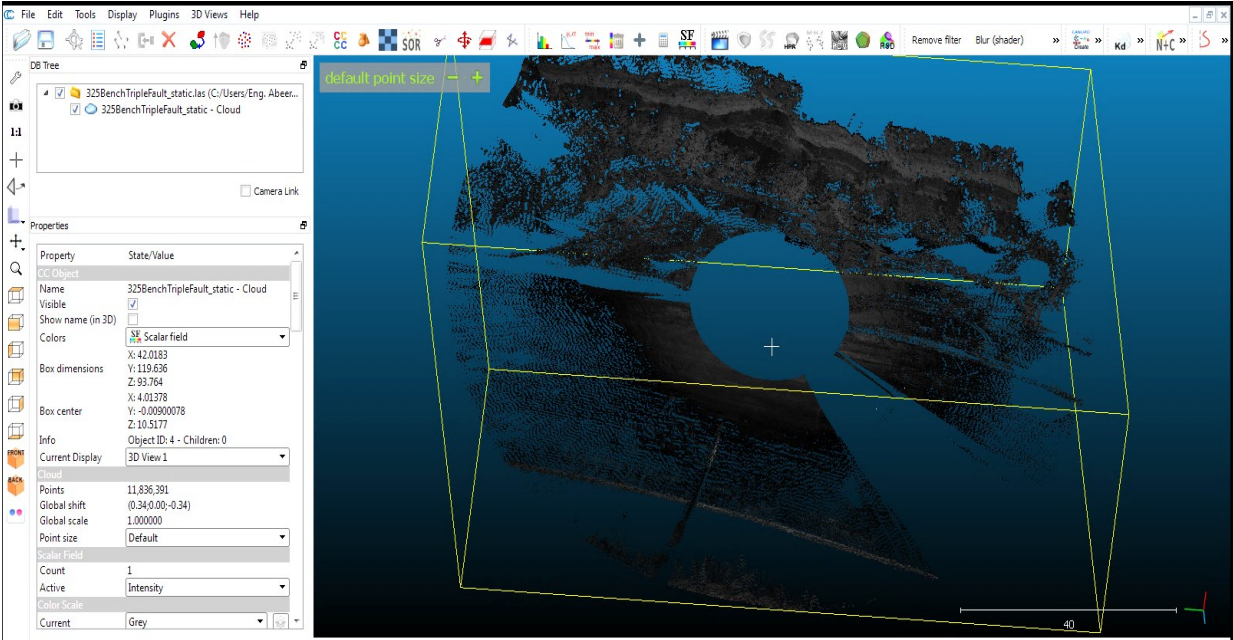 File Edit Tools Display Plugins 3D Views Help
CC
CC
SOR
SF
HPR
R&D
Remove filter Blur (shader) » » Kd » N+C » »
DB Tree
default point size − +
325BenchTripleFault_static.las (C:/Users/Eng. Abeer...
325BenchTripleFault_static - Cloud
1:1
Camera Link
Properties
Property State/Value
CC Object
Name 325BenchTripleFault_static - Cloud
Visible
Show name (in 3D)
Colors SF Scalar field
X: 42.0183
Box dimensions Y: 119.636
Z: 93.764
X: 4.01378
Box center Y: -0.00900078
Z: 10.5177
Info Object ID: 4 - Children: 0
FRONT
Current Display 3D View 1
Cloud
BACK
Points 11,836,391
Global shift (0.34;0.00;-0.34)
Global scale 1.000000
Point size Default
Scalar Field
Count 1
Active Intensity
Color Scale
Current Grey
40